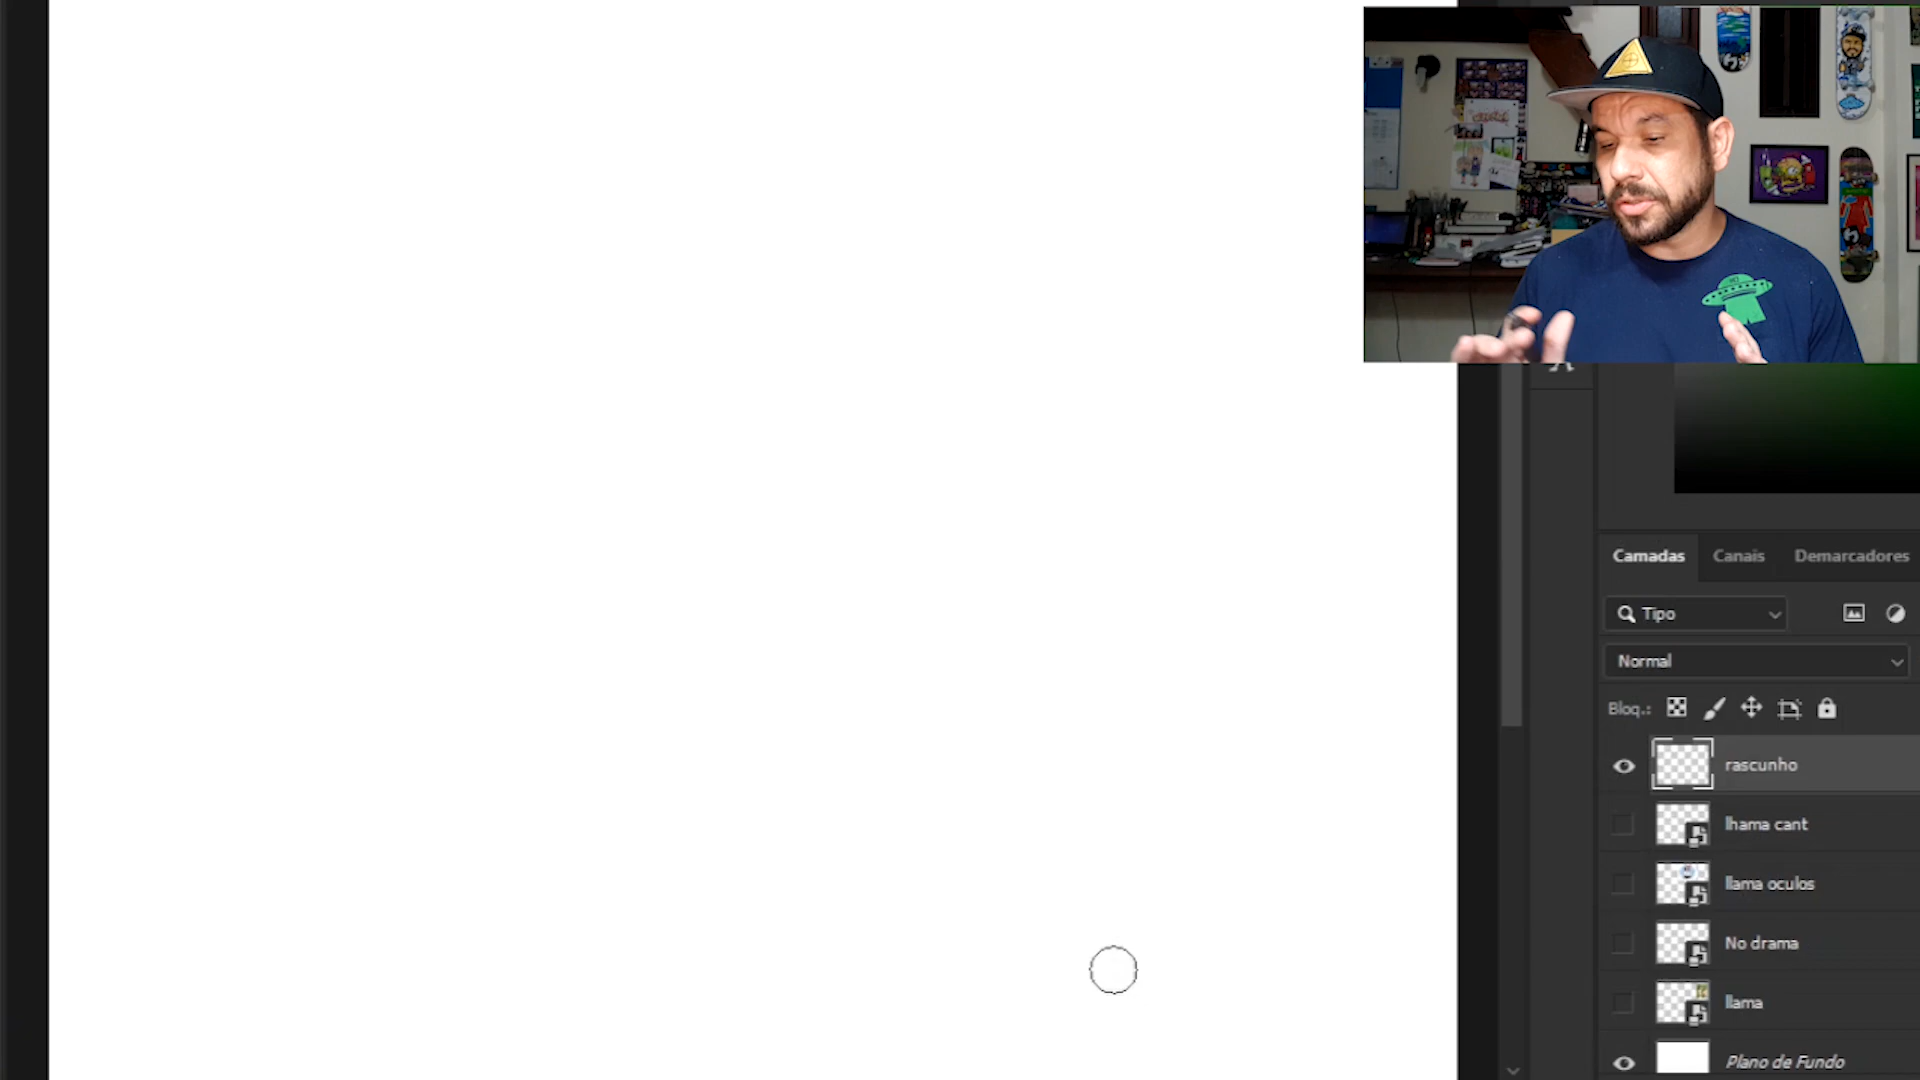 Camadas Canais Demarcadores
Tipo
Normal
Bloq.:
rascunho
lhama cant
llama oculos
No drama
llama
Plano de Fundo